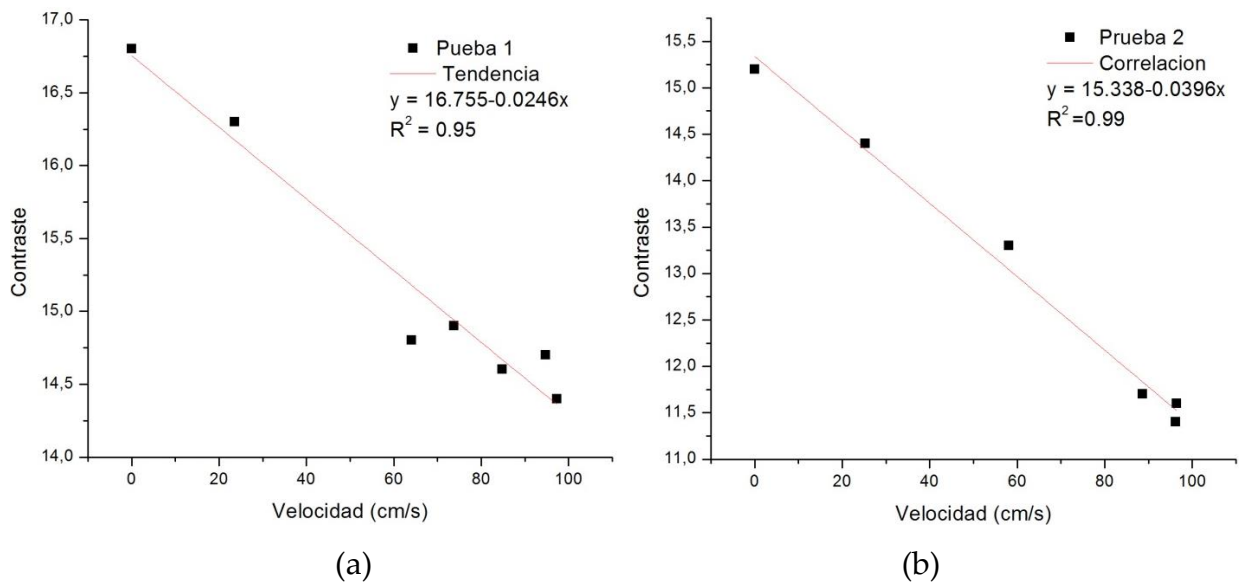 17,0
16,5
16,0
15,5
15,0
14,5
14,0
Contraste
Pueba 1
Tendencia
y = 16.755-0.0246x
R² = 0.95
0 20 40 60 80 100
Velocidad (cm/s)
(a)
15,5
15,0
14,5
14,0
13,5
13,0
12,5
12,0
11,5
11,0
Contraste
Prueba 2
Correlacion
y = 15.338-0.0396x
R² =0.99
0 20 40 60 80 100
Velocidad (cm/s)
(b)